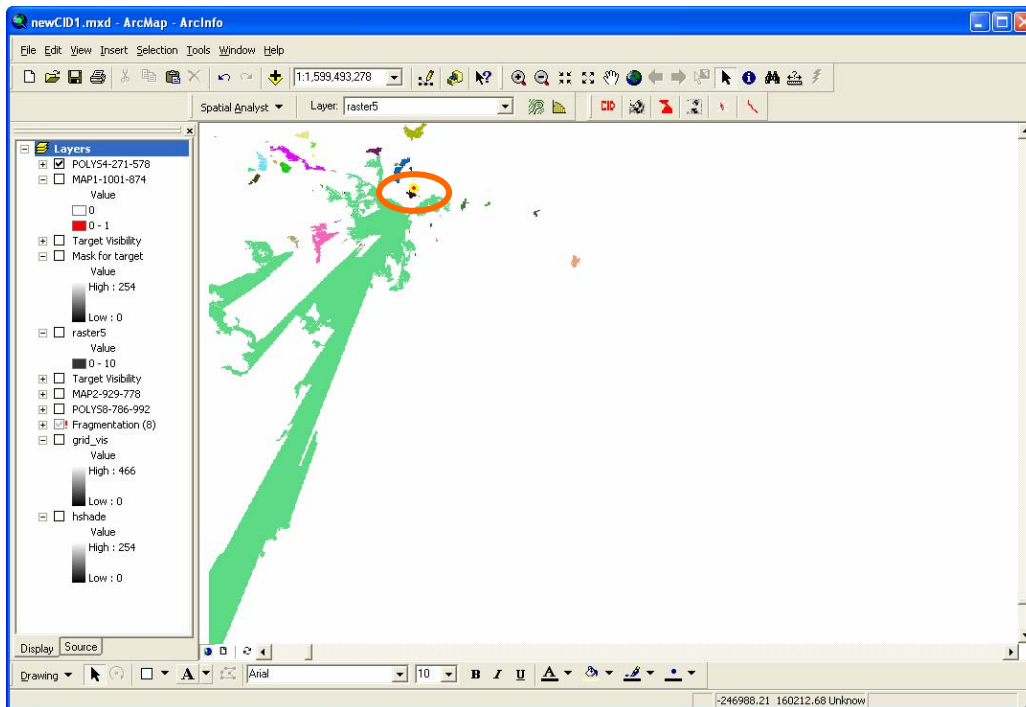 newCID1.mxd - ArcMap - ArcInfo
File Edit View Insert Selection Tools Window Help
1:1,599,493,278
Spatial Analyst Layer: raster5 CID
Layers
POLYS4-271-578
MAP1-1001-874
Value
0
0 - 1
Target Visibility
Mask for target
Value
High : 254
Low : 0
raster5
Value
0 - 10
Target Visibility
MAP2-929-778
POLYS8-786-992
Fragmentation (8)
grid_vis
Value
High : 466
Low : 0
hshade
Value
High : 254
Low : 0
Display Source
Drawing A Arial 10 B I U A
-246988.21 160212.68 Unknow